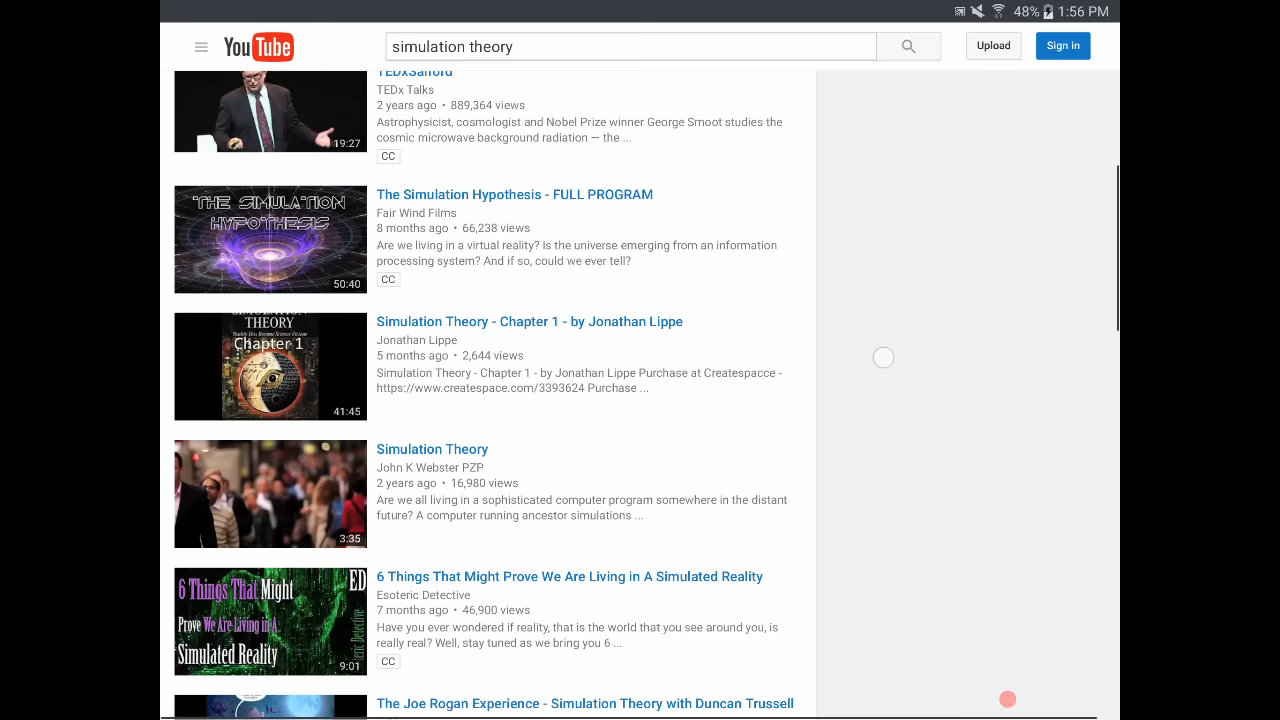 48% 1:56 PM
YouTube
simulation theory
Upload
Sign in
TEDxSalford
TEDx Talks
2 years ago • 889,364 views
Astrophysicist, cosmologist and Nobel Prize winner George Smoot studies the
cosmic microwave background radiation — the ...
CC
19:27
THE SIMULATION
HYPOTHESIS
50:40
The Simulation Hypothesis - FULL PROGRAM
Fair Wind Films
8 months ago • 66,238 views
Are we living in a virtual reality? Is the universe emerging from an information
processing system? And if so, could we ever tell?
CC
THEORY
Reality Has Become Science Fiction
Chapter 1
41:45
Simulation Theory - Chapter 1 - by Jonathan Lippe
Jonathan Lippe
5 months ago • 2,644 views
Simulation Theory - Chapter 1 - by Jonathan Lippe Purchase at Createspacce -
https://www.createspace.com/3393624 Purchase ...
3:35
Simulation Theory
John K Webster PZP
2 years ago • 16,980 views
Are we all living in a sophisticated computer program somewhere in the distant
future? A computer running ancestor simulations ...
6 Things That Might
Prove We Are Living in A
Simulated Reality
ED
9:01
6 Things That Might Prove We Are Living in A Simulated Reality
Esoteric Detective
7 months ago • 46,900 views
Have you ever wondered if reality, that is the world that you see around you, is
really real? Well, stay tuned as we bring you 6 ...
CC
The Joe Rogan Experience - Simulation Theory with Duncan Trussell